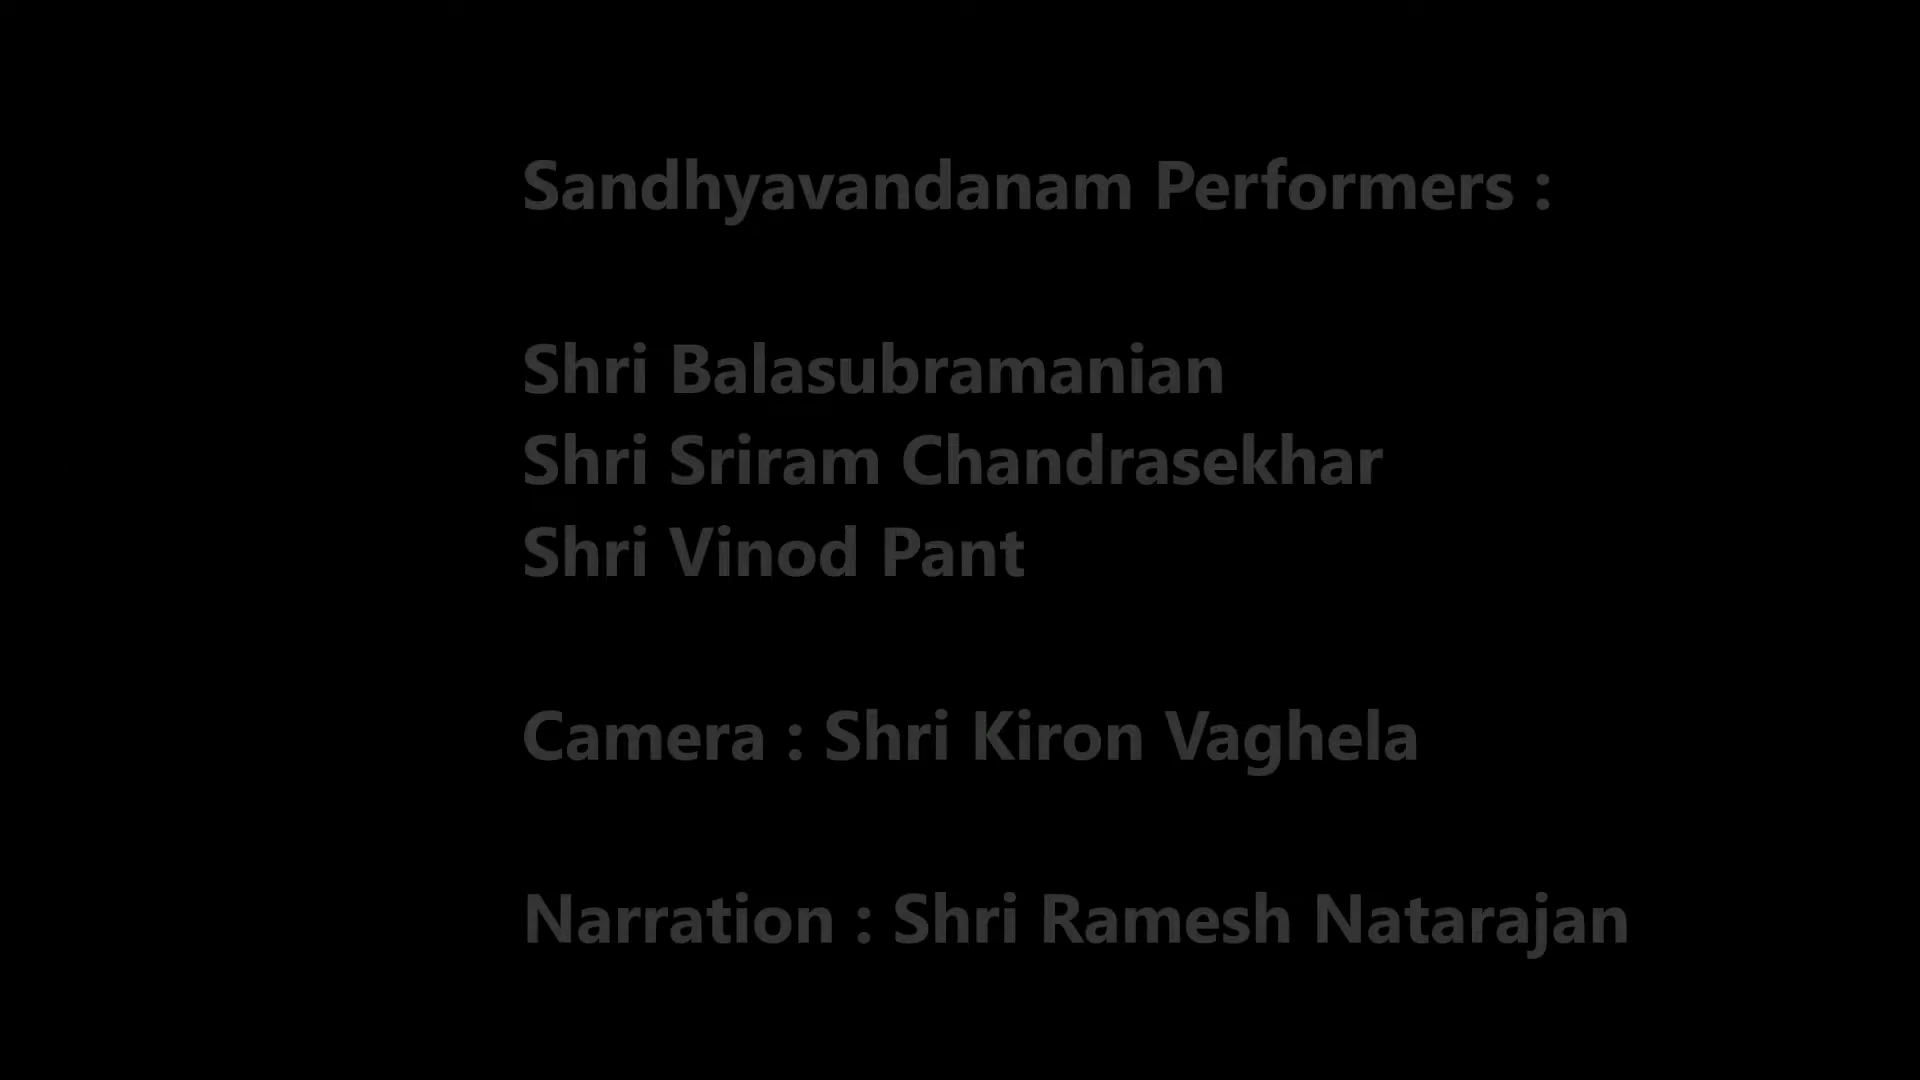 Sandhyavandanam Performers :
Shri Balasubramanian
Shri Sriram Chandrasekhar
Shri Vinod Pant
Camera : Shri Kiron Vaghela
Narration : Shri Ramesh Natarajan